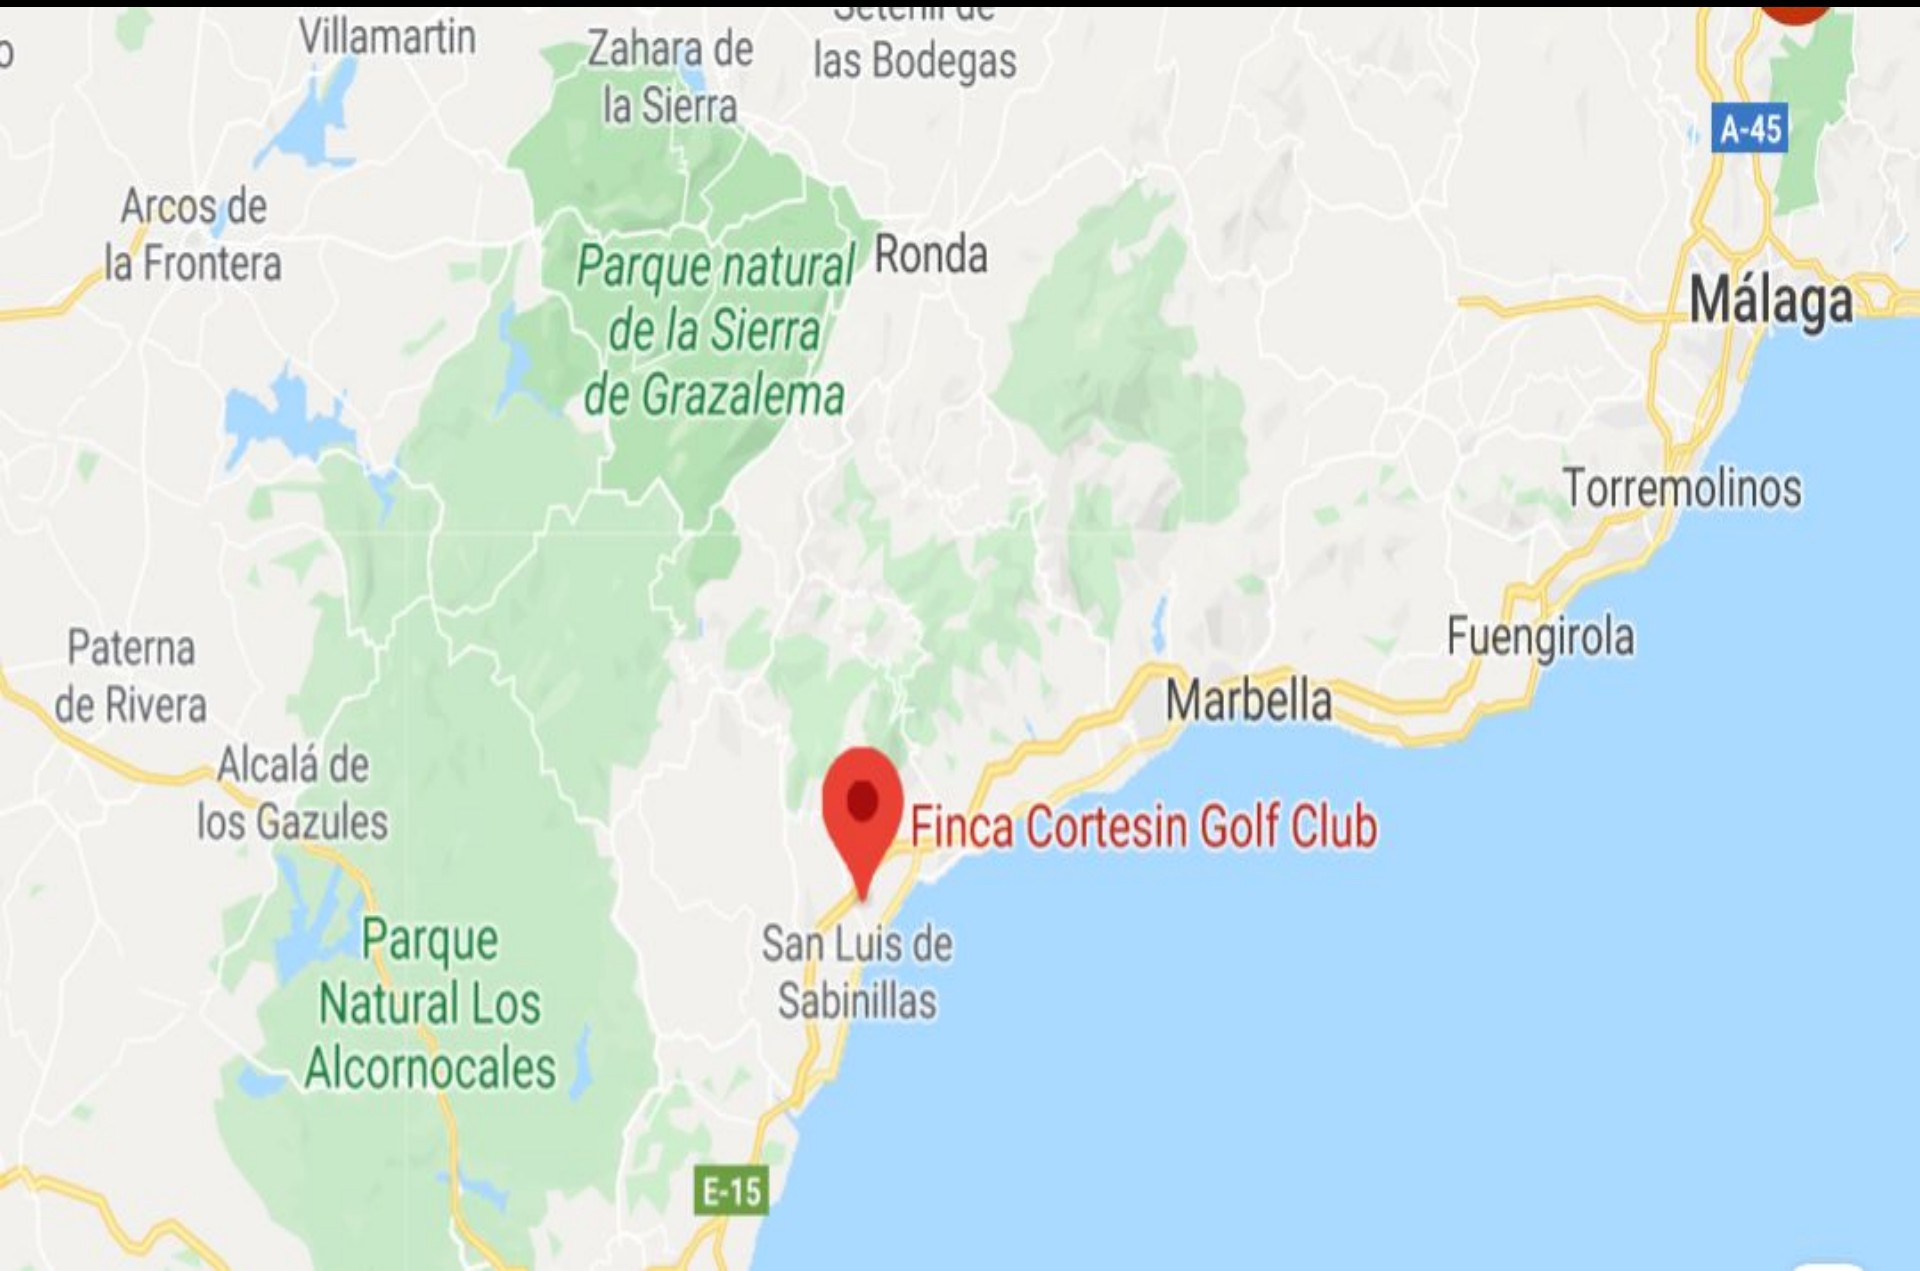 Setenil de
las Bodegas
Villamartin
Zahara de
la Sierra
A-45
Arcos de
la Frontera
Parque natural
de la Sierra
de Grazalema
Ronda
Málaga
Torremolinos
Fuengirola
Paterna
de Rivera
Marbella
Alcalá de
los Gazules
Finca Cortesin Golf Club
Parque
Natural Los
Alcornocales
San Luis de
Sabinillas
E-15